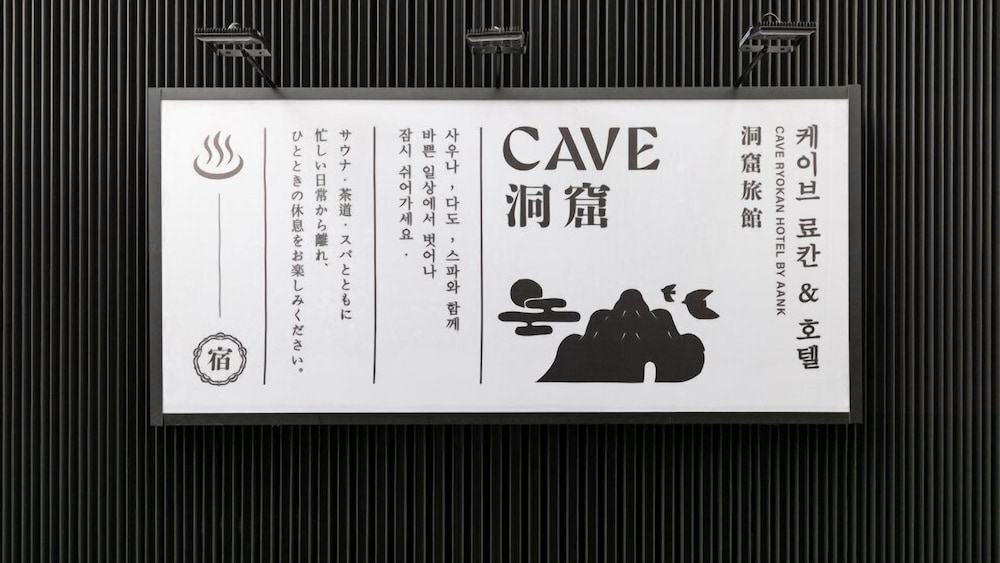 케이브 료칸 & 호텔
CAVE RYOKAN HOTEL BY AANK
洞窟旅館
CAVE
洞窟
사우나 , 다도 , 스파와 함께
바쁜 일상에서 벗어나
잠시 쉬어가세요 .
サウナ・茶道・スパとともに
忙しい日常から離れ、
ひとときの休息をお楽しみください。
宿